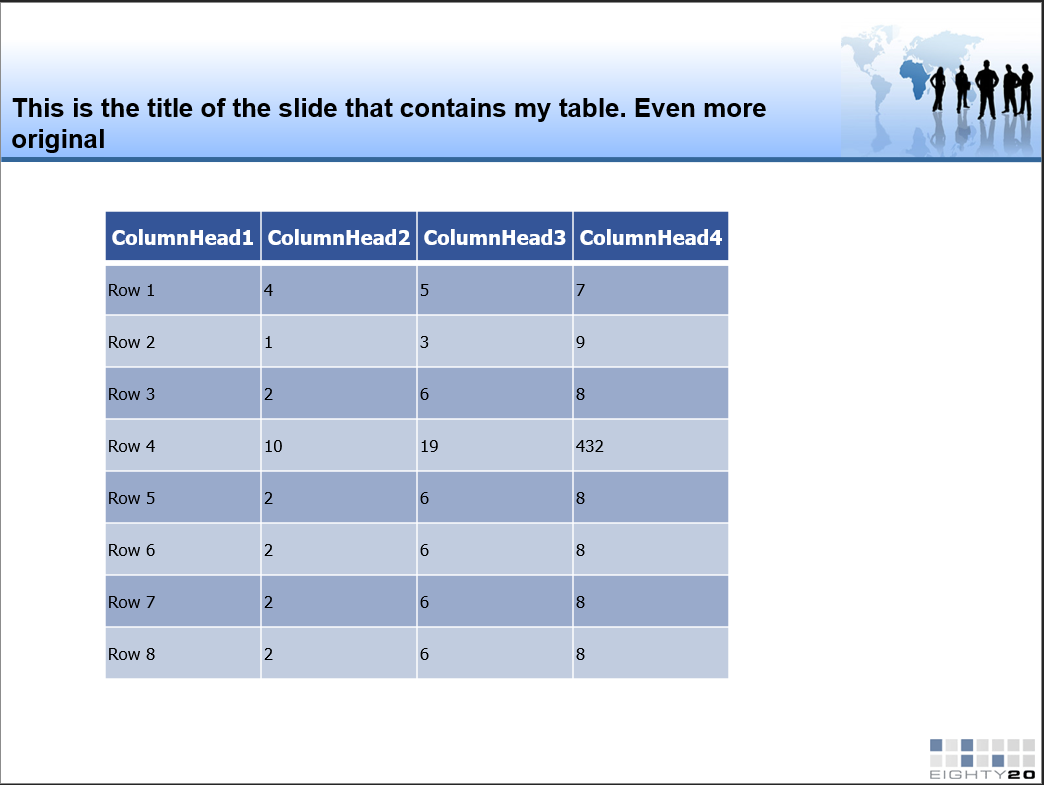 This is the title of the slide that contains my table. Even more
original
ColumnHead1 ColumnHead2 ColumnHead3 ColumnHead4
Row 1 4 5 7
Row 2 1 3 9
Row 3 2 6 8
Row 4 10 19 432
Row 5 2 6 8
Row 6 2 6 8
Row 7 2 6 8
Row 8 2 6 8
EIGHTY20